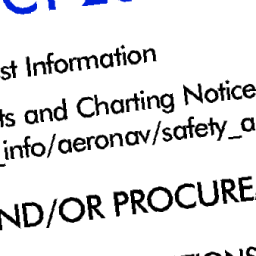 st Information
ts and Charting Notice
_info/aeronav/safety_a
ND/OR PROCURE